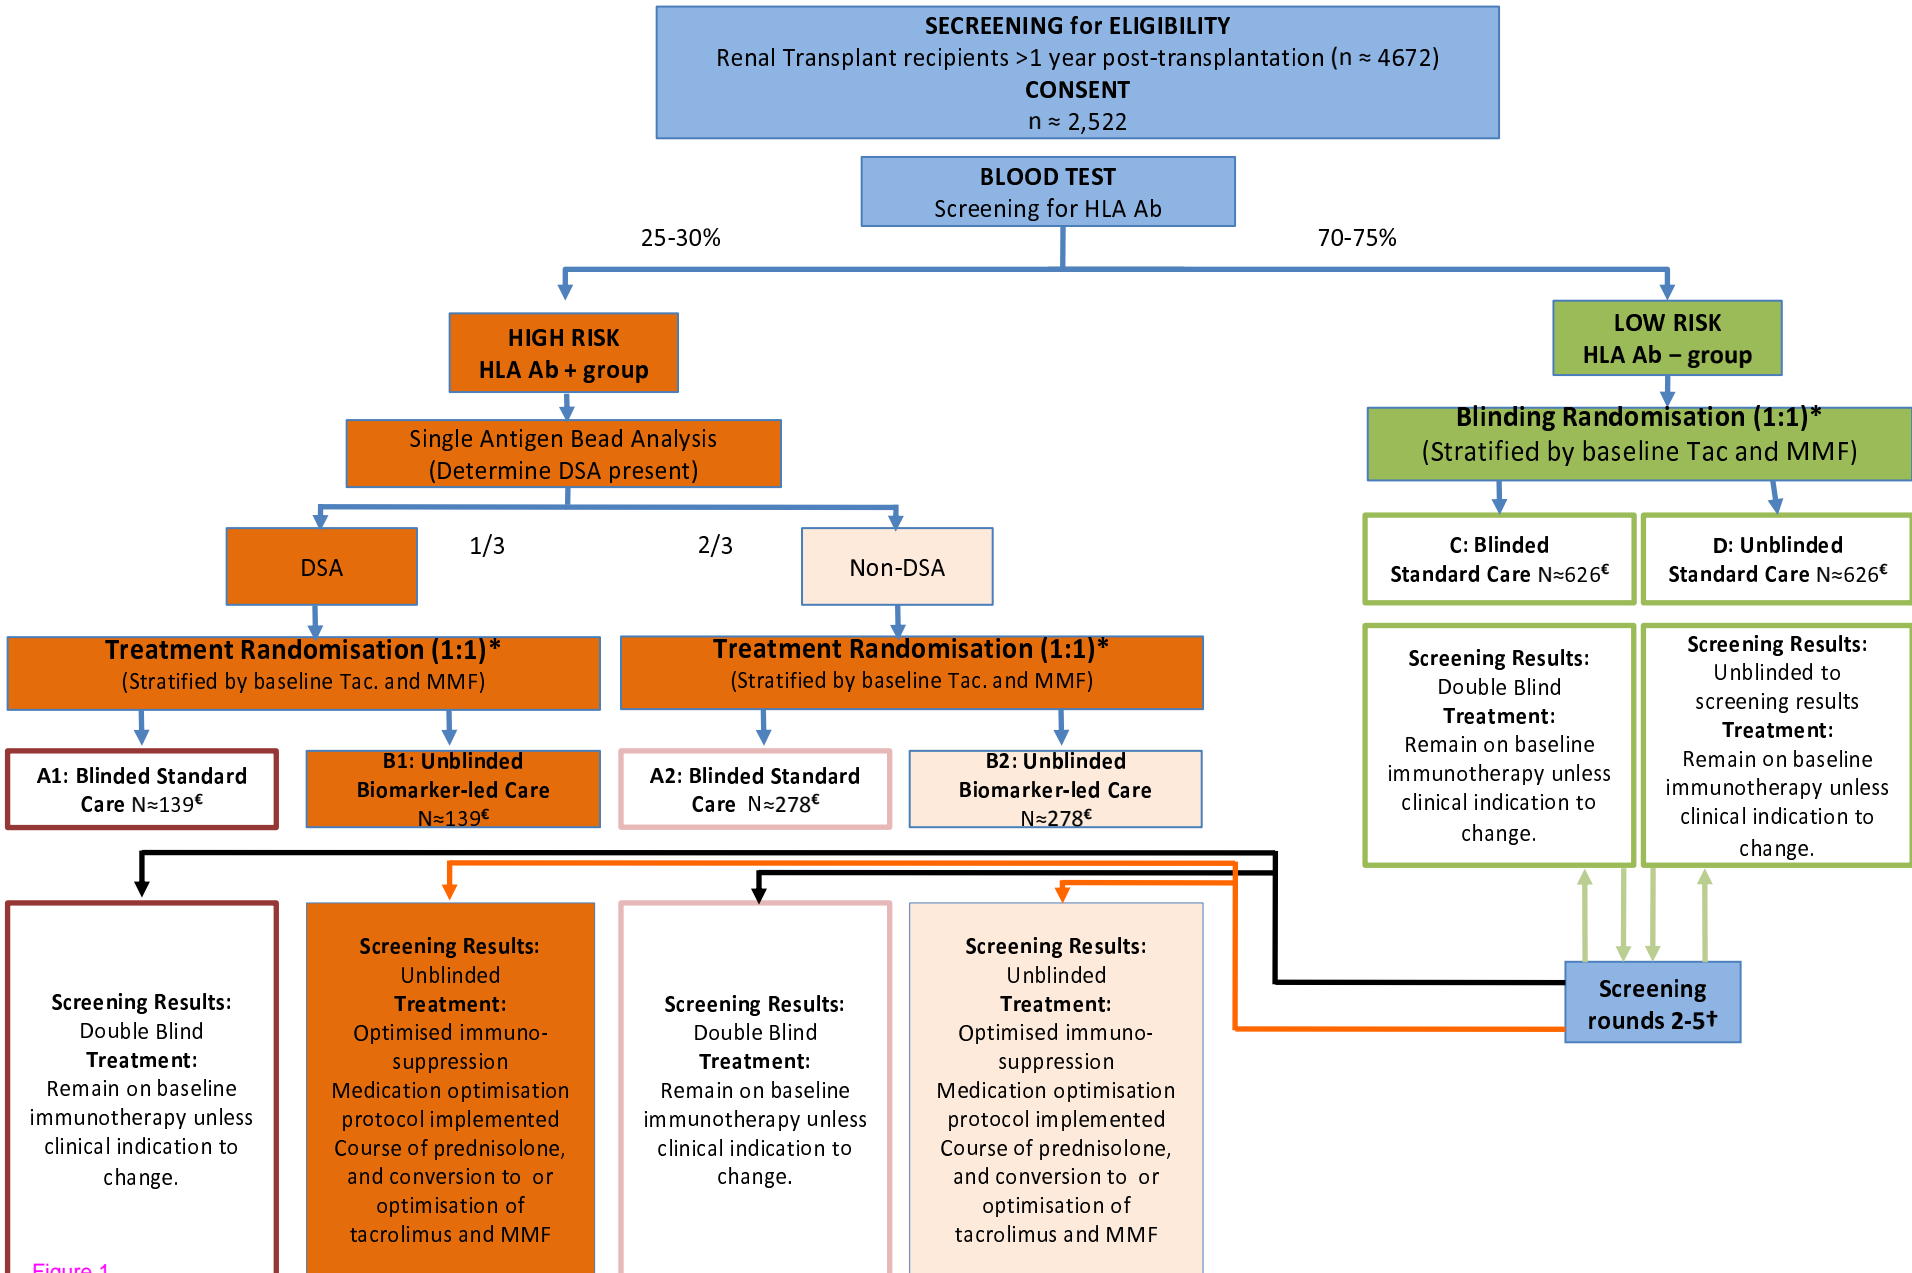 SECREENING for ELIGIBILITY
Renal Transplant recipients >1 year post-transplantation (n ≈ 4672)
CONSENT
n ≈ 2,522
BLOOD TEST
Screening for HLA Ab
25-30%
70-75%
HIGH RISK
HLA Ab + group
LOW RISK
HLA Ab – group
Single Antigen Bead Analysis
(Determine DSA present)
Blinding Randomisation (1:1)*
(Stratified by baseline Tac and MMF)
DSA
1/3
2/3
Non-DSA
C: Blinded
Standard Care N≈626€
D: Unblinded
Standard Care N≈626€
Treatment Randomisation (1:1)*
(Stratified by baseline Tac. and MMF)
Treatment Randomisation (1:1)*
(Stratified by baseline Tac. and MMF)
Screening Results:
Double Blind
Treatment:
Remain on baseline
immunotherapy unless
clinical indication to
change.
Screening Results:
Unblinded to
screening results
Treatment:
Remain on baseline
immunotherapy unless
clinical indication to
change.
A1: Blinded Standard
Care N≈139€
B1: Unblinded
Biomarker-led Care
N≈139€
A2: Blinded Standard
Care N≈278€
B2: Unblinded
Biomarker-led Care
N≈278€
Screening
rounds 2-5†
Screening Results:
Double Blind
Treatment:
Remain on baseline
immunotherapy unless
clinical indication to
change.
Screening Results:
Unblinded
Treatment:
Optimised immuno-
suppression
Medication optimisation
protocol implemented
Course of prednisolone,
and conversion to or
optimisation of
tacrolimus and MMF
Screening Results:
Double Blind
Treatment:
Remain on baseline
immunotherapy unless
clinical indication to
change.
Screening Results:
Unblinded
Treatment:
Optimised immuno-
suppression
Medication optimisation
protocol implemented
Course of prednisolone,
and conversion to or
optimisation of
tacrolimus and MMF
Figure 1